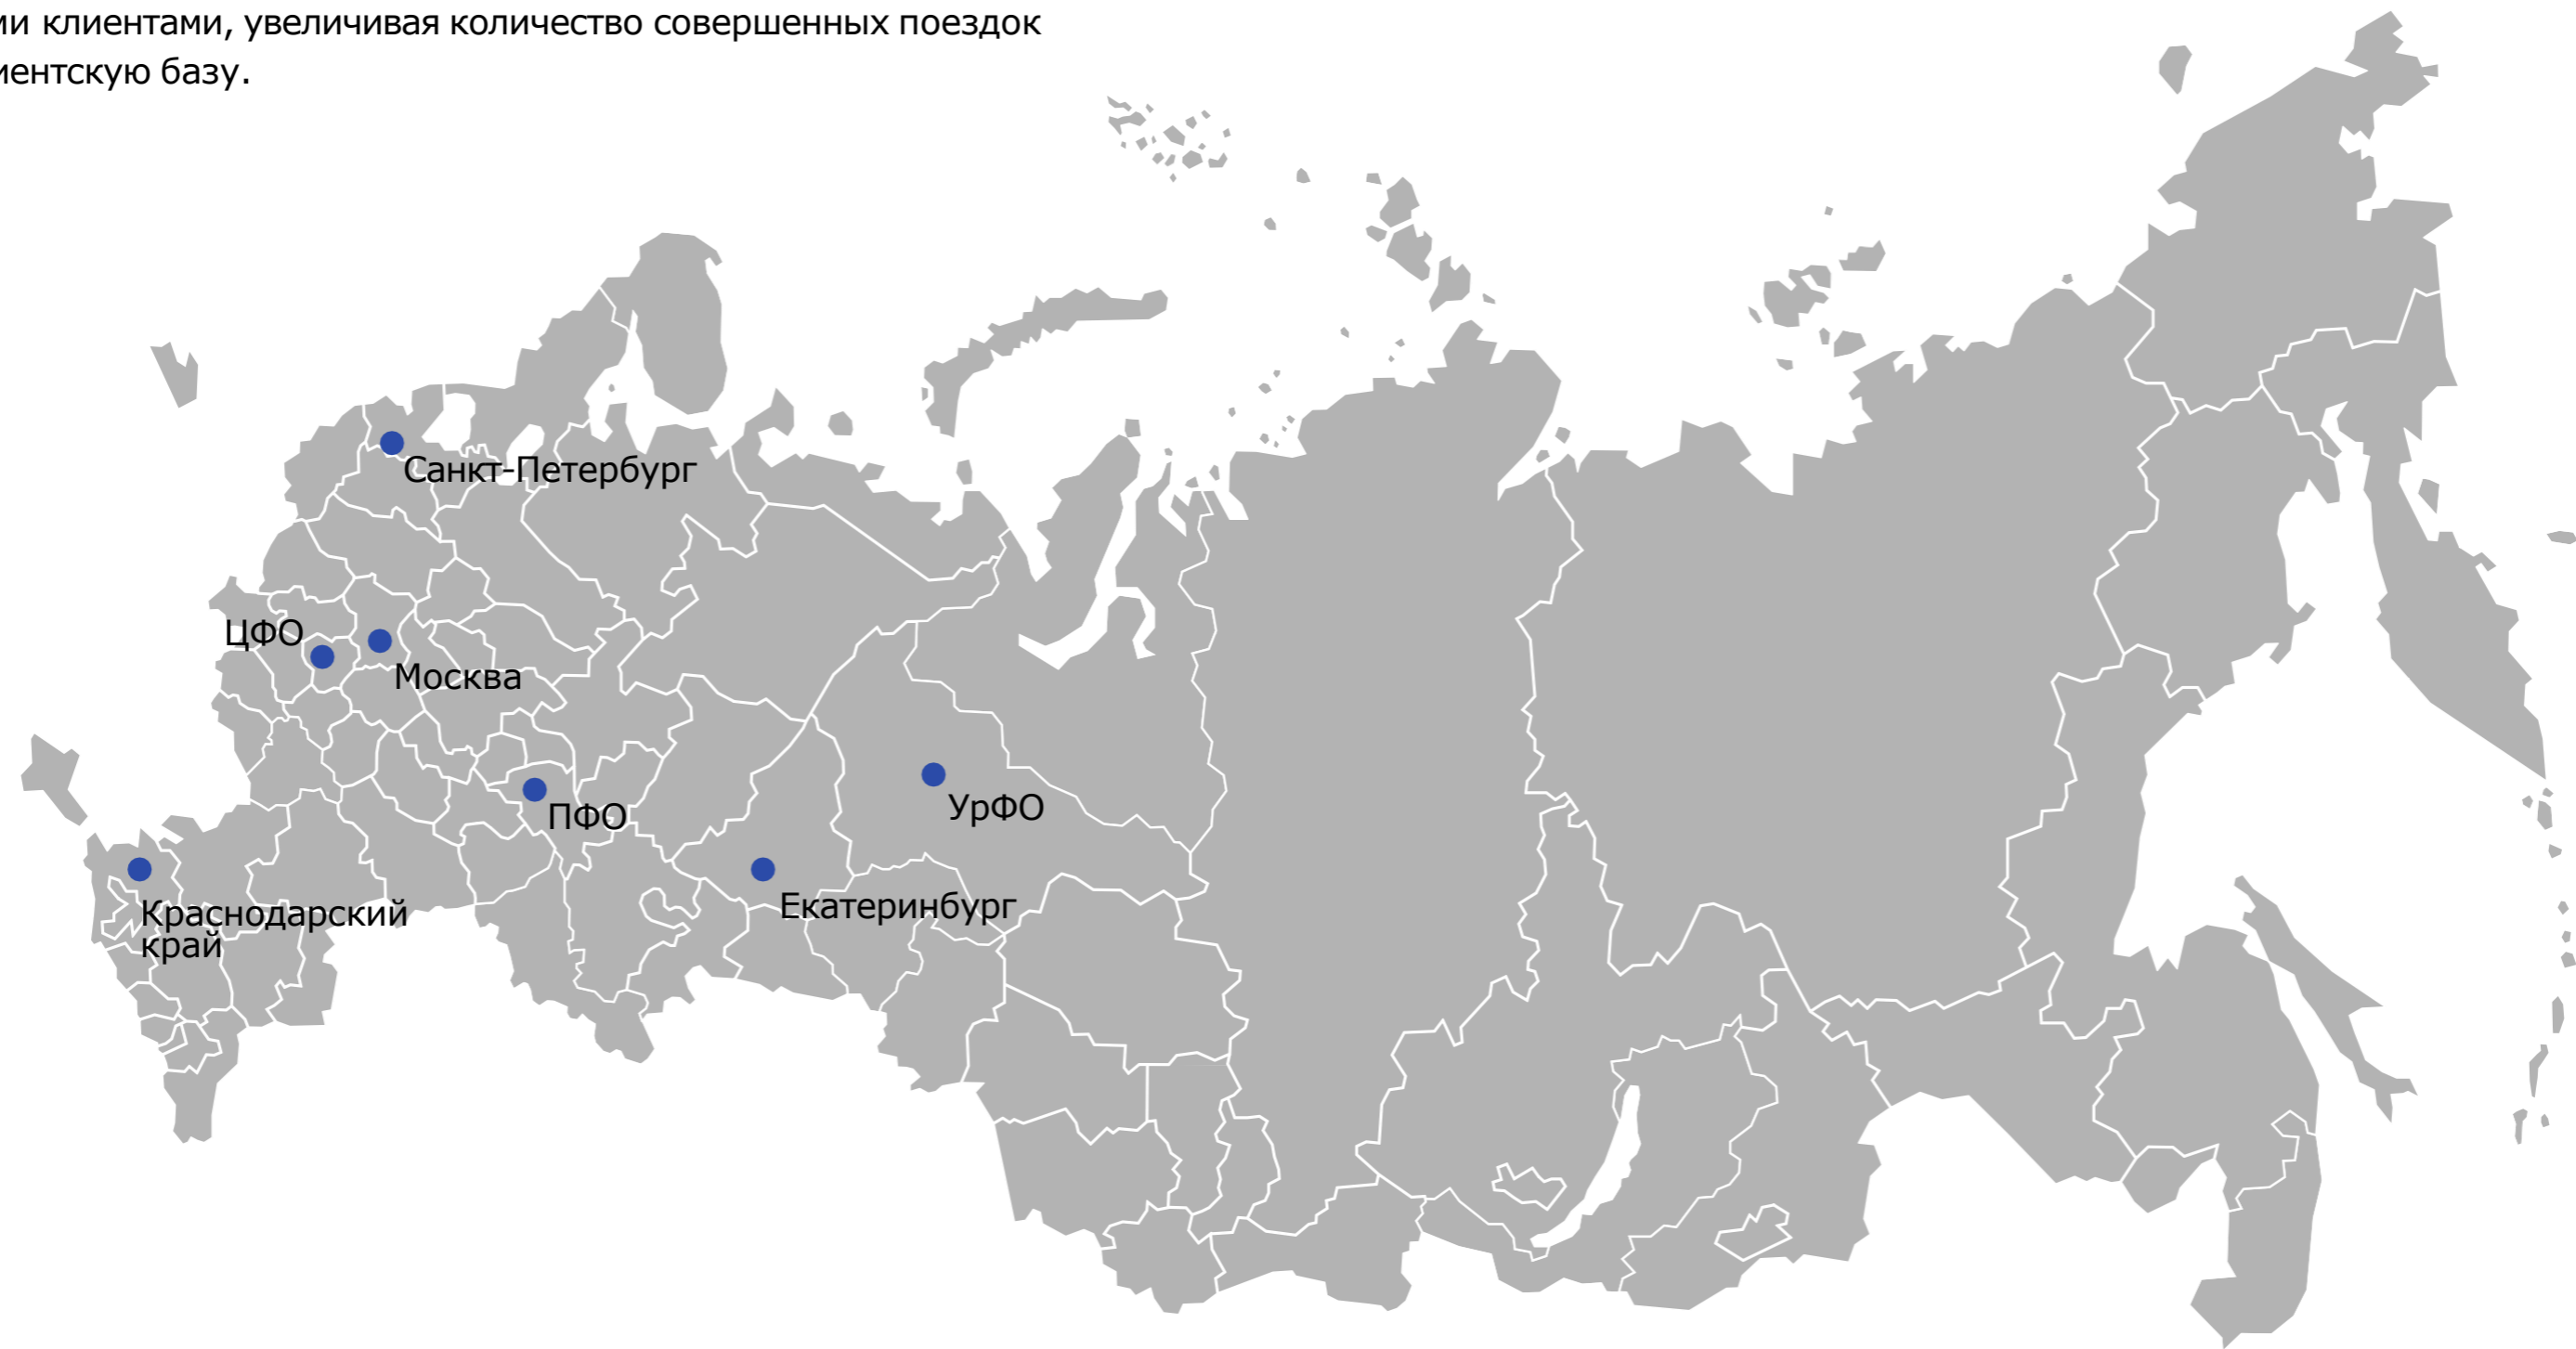 ми клиентами, увеличивая количество совершенных поездок
иентскую базу.
Санкт-Петербург
ЦФО
Москва
ПФО
УрФО
Екатеринбург
Краснодарский
край